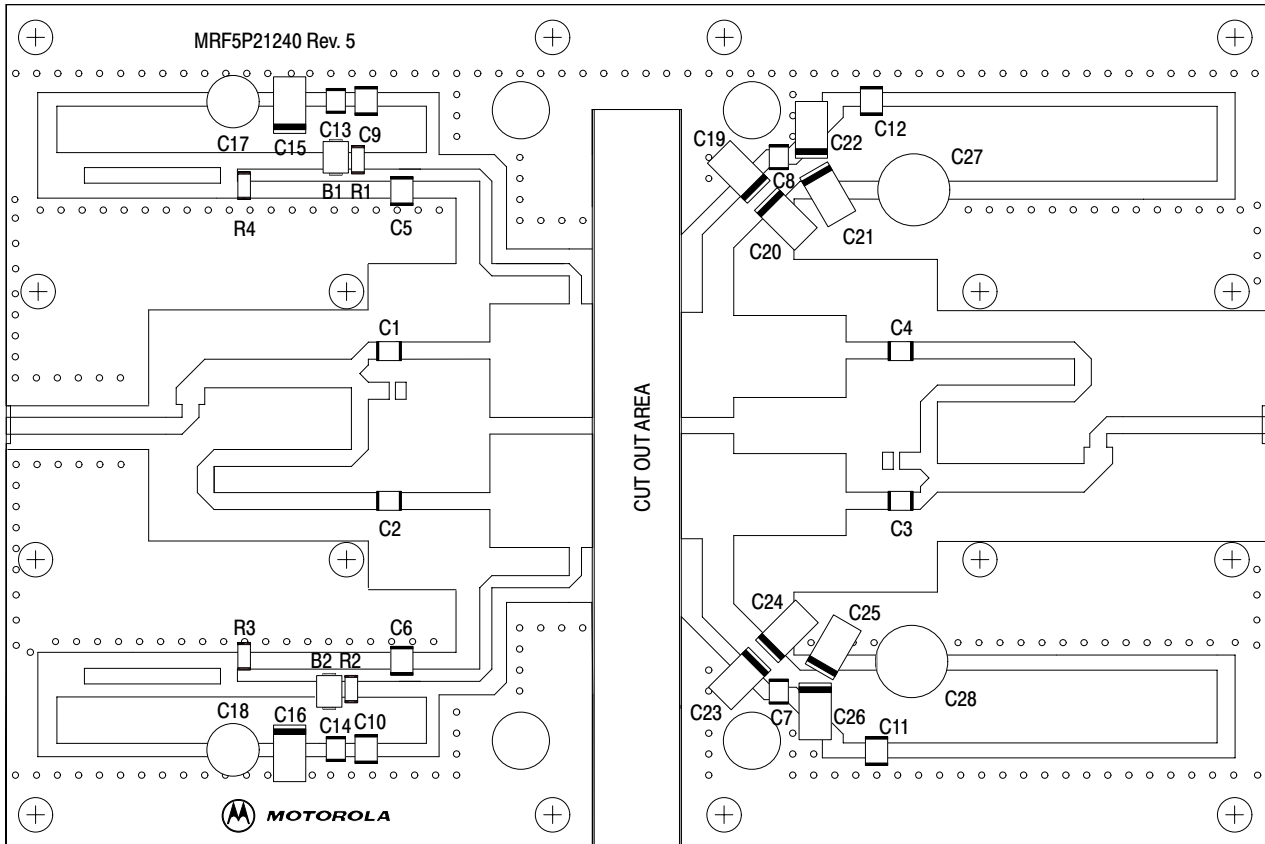 MRF5P21240 Rev. 5
C17
C15
C13
C9
B1
R1
R4
C5
C19
C8
C22
C12
C27
C20
C21
C1
C4
CUT OUT AREA
C2
C3
R3
B2
R2
C6
C24
C25
C18
C16
C14
C10
C23
C7
C26
C11
C28
MOTOROLA